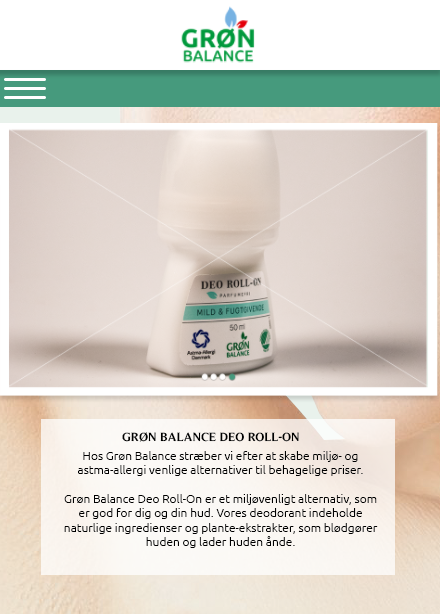 GRØN
BALANCE
DEO ROLL-ON
PARFUMEFRI
MILD & FUGTGIVENDE
50 ml
Astma-Allergi
Danmark
GRØN
BALANCE
GRØN BALANCE DEO ROLL-ON
Hos Grøn Balance stræber vi efter at skabe miljø- og
astma-allergi venlige alternativer til behagelige priser.
Grøn Balance Deo Roll-On er et miljøvenligt alternativ, som
er god for dig og din hud. Vores deodorant indeholde
naturlige ingredienser og plante-ekstrakter, som blødgører
huden og lader huden ånde.